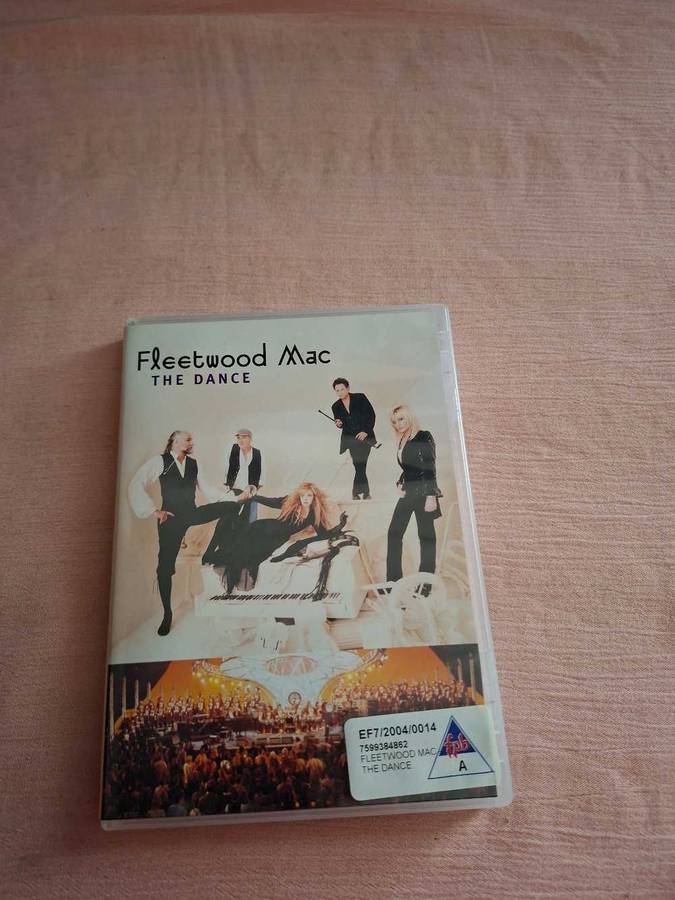 Fleetwood Mac
THE DANCE
EF7/2004/0014
7599384862
FLEETWOOD MAC
THE DANCE
fpb
A